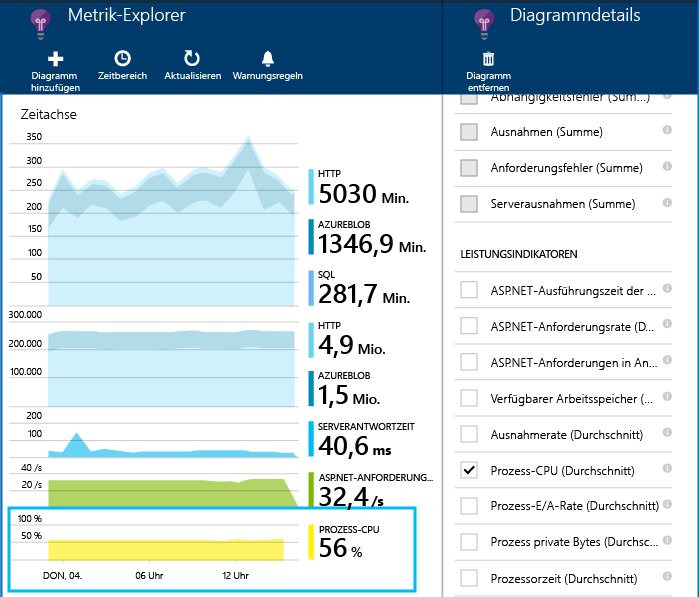 Metrik-Explorer
Diagramm
hinzufügen
Zeitbereich
Aktualisieren
Warnungsregeln
Zeitachse
350
300
250
200
150
100
50
300.000
200.000
100.000
200
100
40 /s
20 /s
100 %
50 %
DON, 04.
06 Uhr
12 Uhr
HTTP
5030 Min.
AZUREBLOB
1346,9 Min.
SQL
281,7 Min.
HTTP
4,9 Mio.
AZUREBLOB
1,5 Mio.
SERVERANTWORTZEIT
40,6 ms
ASP.NET-ANFORDERUNG...
32,4 /s
PROZESS-CPU
56 %
Diagrammdetails
Diagramm
entfernen
Abhängigkeitsfehler (Sum...)
Ausnahmen (Summe)
Anforderungsfehler (Summe)
Serverausnahmen (Summe)
LEISTUNGSINDIKATOREN
ASP.NET-Ausführungszeit der ...
ASP.NET-Anforderungsrate (D...
ASP.NET-Anforderungen in An...
Verfügbarer Arbeitsspeicher (...
Ausnahmerate (Durchschnitt)
Prozess-CPU (Durchschnitt)
Prozess-E/A-Rate (Durchschnitt)
Prozess private Bytes (Durchsc...
Prozessorzeit (Durchschnitt)